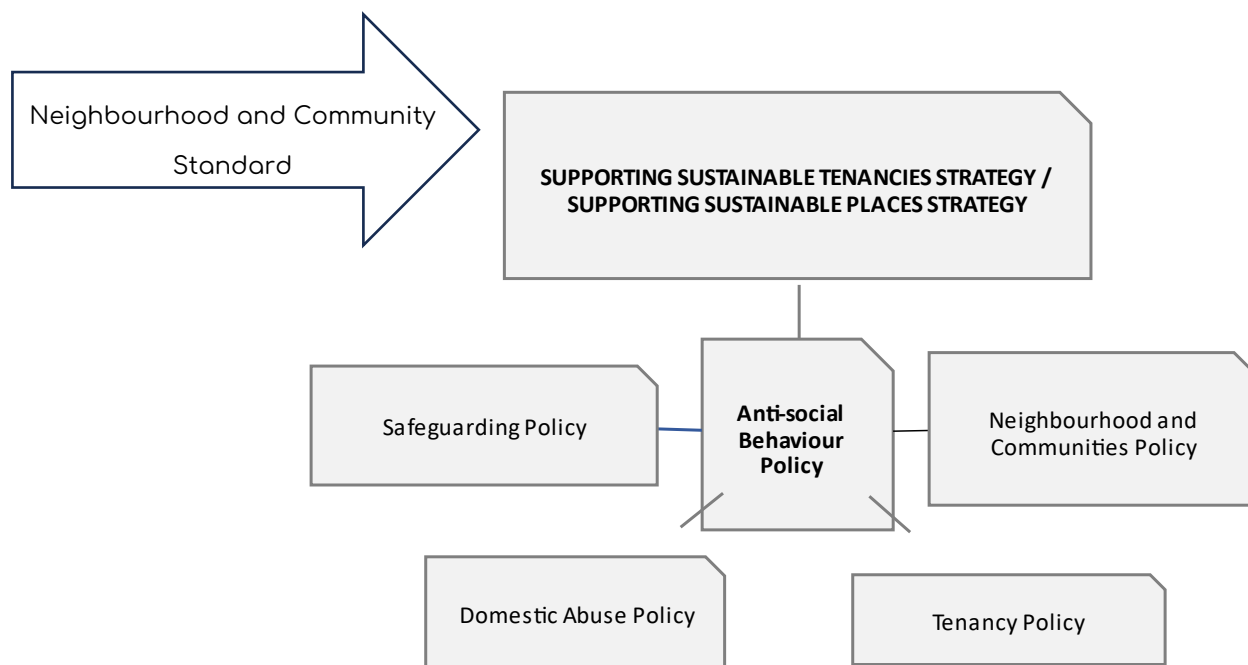 Neighbourhood and Community
Standard
SUPPORTING SUSTAINABLE TENANCIES STRATEGY /
SUPPORTING SUSTAINABLE PLACES STRATEGY
Safeguarding Policy
Anti-social
Behaviour
Policy
Neighbourhood and
Communities Policy
Domestic Abuse Policy
Tenancy Policy